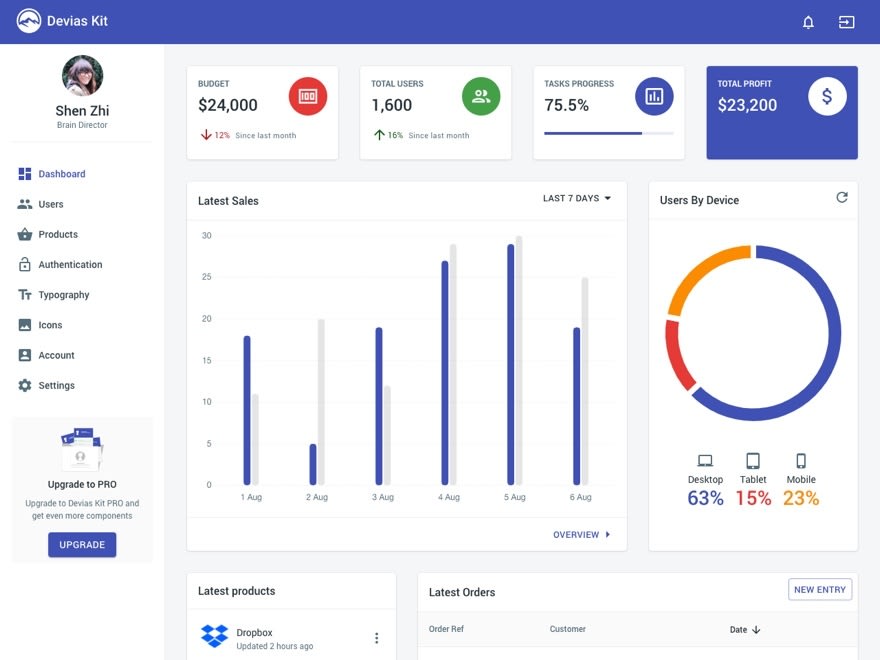 Devias Kit
Shen Zhi
Brain Director
Dashboard
Users
Products
Authentication
Typography
Icons
Account
Settings
Upgrade to PRO
Upgrade to Devias Kit PRO and
get even more components
UPGRADE
BUDGET
$24,000
12% Since last month
TOTAL USERS
1,600
16% Since last month
TASKS PROGRESS
75.5%
TOTAL PROFIT
$23,200
$
Latest Sales
LAST 7 DAYS
30
25
20
15
10
5
0
1 Aug 2 Aug 3 Aug 4 Aug 5 Aug 6 Aug
OVERVIEW
Users By Device
Desktop Tablet Mobile
63% 15% 23%
Latest products
Dropbox
Updated 2 hours ago
Latest Orders
NEW ENTRY
Order Ref Customer Date